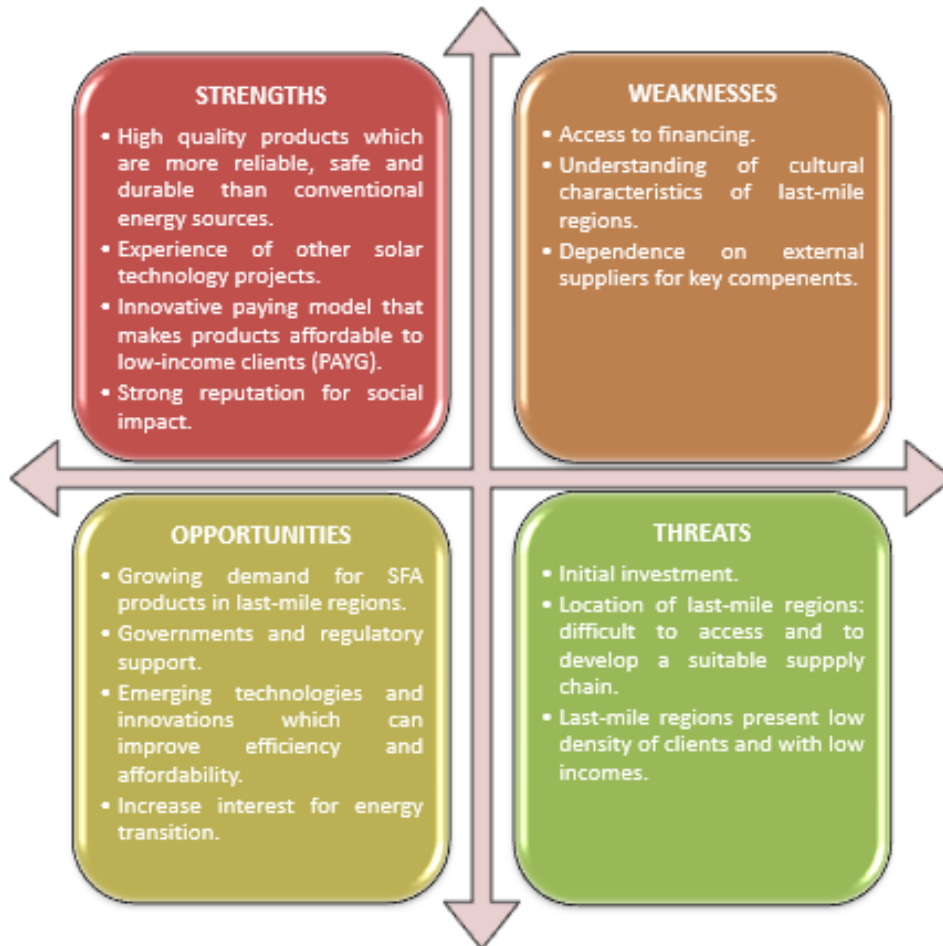 STRENGTHS
• High quality products which
are more reliable, safe and
durable than conventional
energy sources.
• Experience of other solar
technology projects.
• Innovative paying model that
makes products affordable to
low-income clients (PAYG).
• Strong reputation for social
impact.
WEAKNESSES
• Access to financing.
• Understanding of cultural
characteristics of last-mile
regions.
• Dependence on external
suppliers for key compenents.
OPPORTUNITIES
• Growing demand for SFA
products in last-mile regions.
• Governments and regulatory
support.
• Emerging technologies and
innovations which can
improve efficiency and
affordability.
• Increase interest for energy
transition.
THREATS
• Initial investment.
• Location of last-mile regions:
difficult to access and to
develop a suitable suppply
chain.
• Last-mile regions present low
density of clients and with low
incomes.